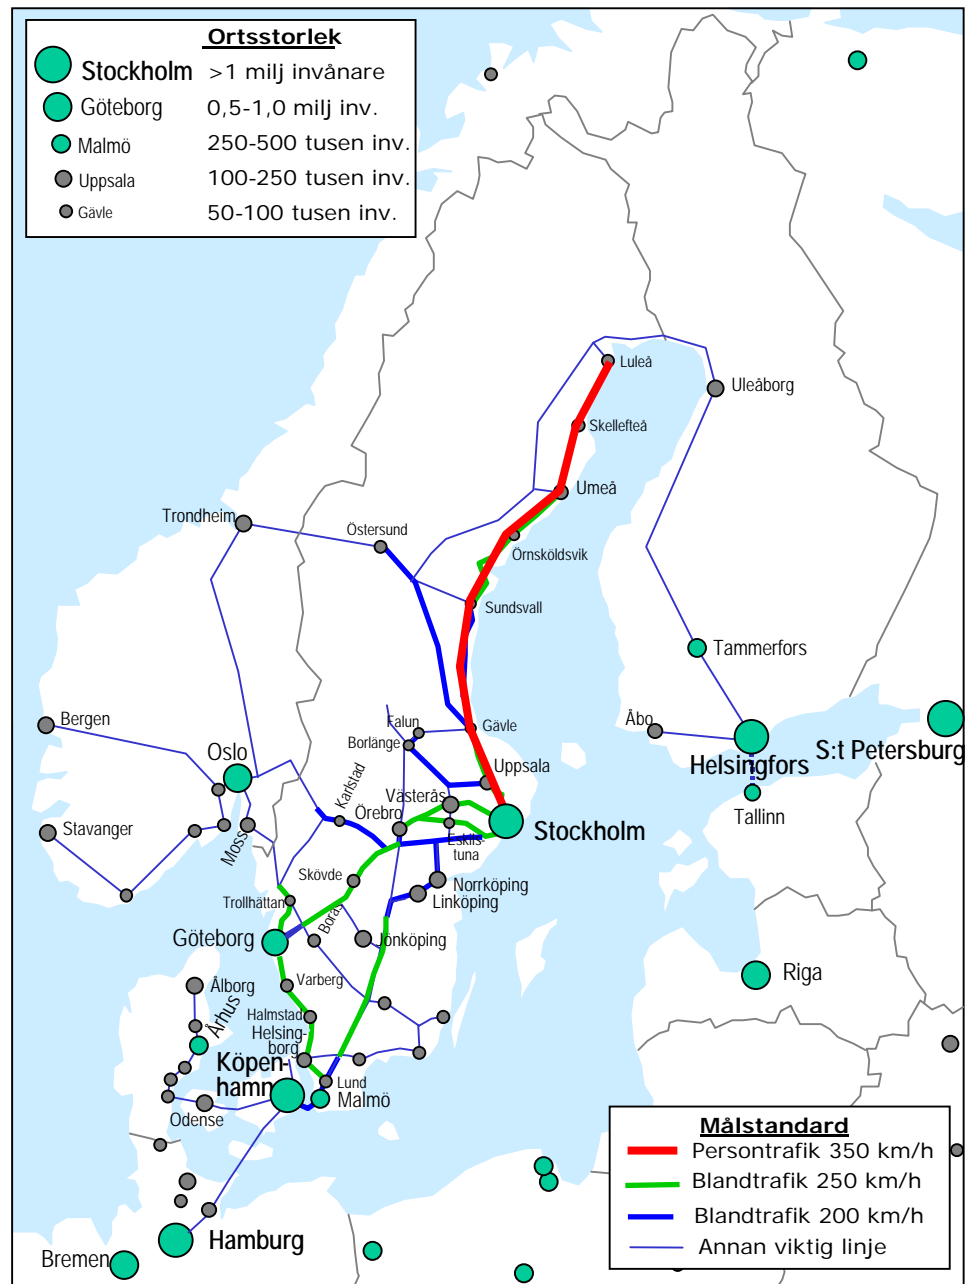 Ortsstorlek
Stockholm >1 milj invånare
Göteborg 0,5-1,0 milj inv.
Malmö 250-500 tusen inv.
Uppsala 100-250 tusen inv.
Gävle 50-100 tusen inv.
Luleå
Uleåborg
Skellefteå
Umeå
Trondheim
Östersund
Örnsköldsvik
Sundsvall
Tammerfors
Bergen
Falun
Gävle
Åbo
Borlänge
Oslo
Helsingfors
S:t Petersburg
Uppsala
Karlstad
Västerås
Örebro
Tallinn
Stavanger
Moss
Stockholm
Eskils-
tuna
Skövde
Norrköping
Linköping
Trollhättan
Borås
Göteborg
Jönköping
Riga
Varberg
Ålborg
Århus
Halmstad
Helsing-
borg
Köpen-
hamn
Lund
Malmö
Odense
Hamburg
Bremen
Målstandard
Persontrafik 350 km/h
Blandtrafik 250 km/h
Blandtrafik 200 km/h
Annan viktig linje